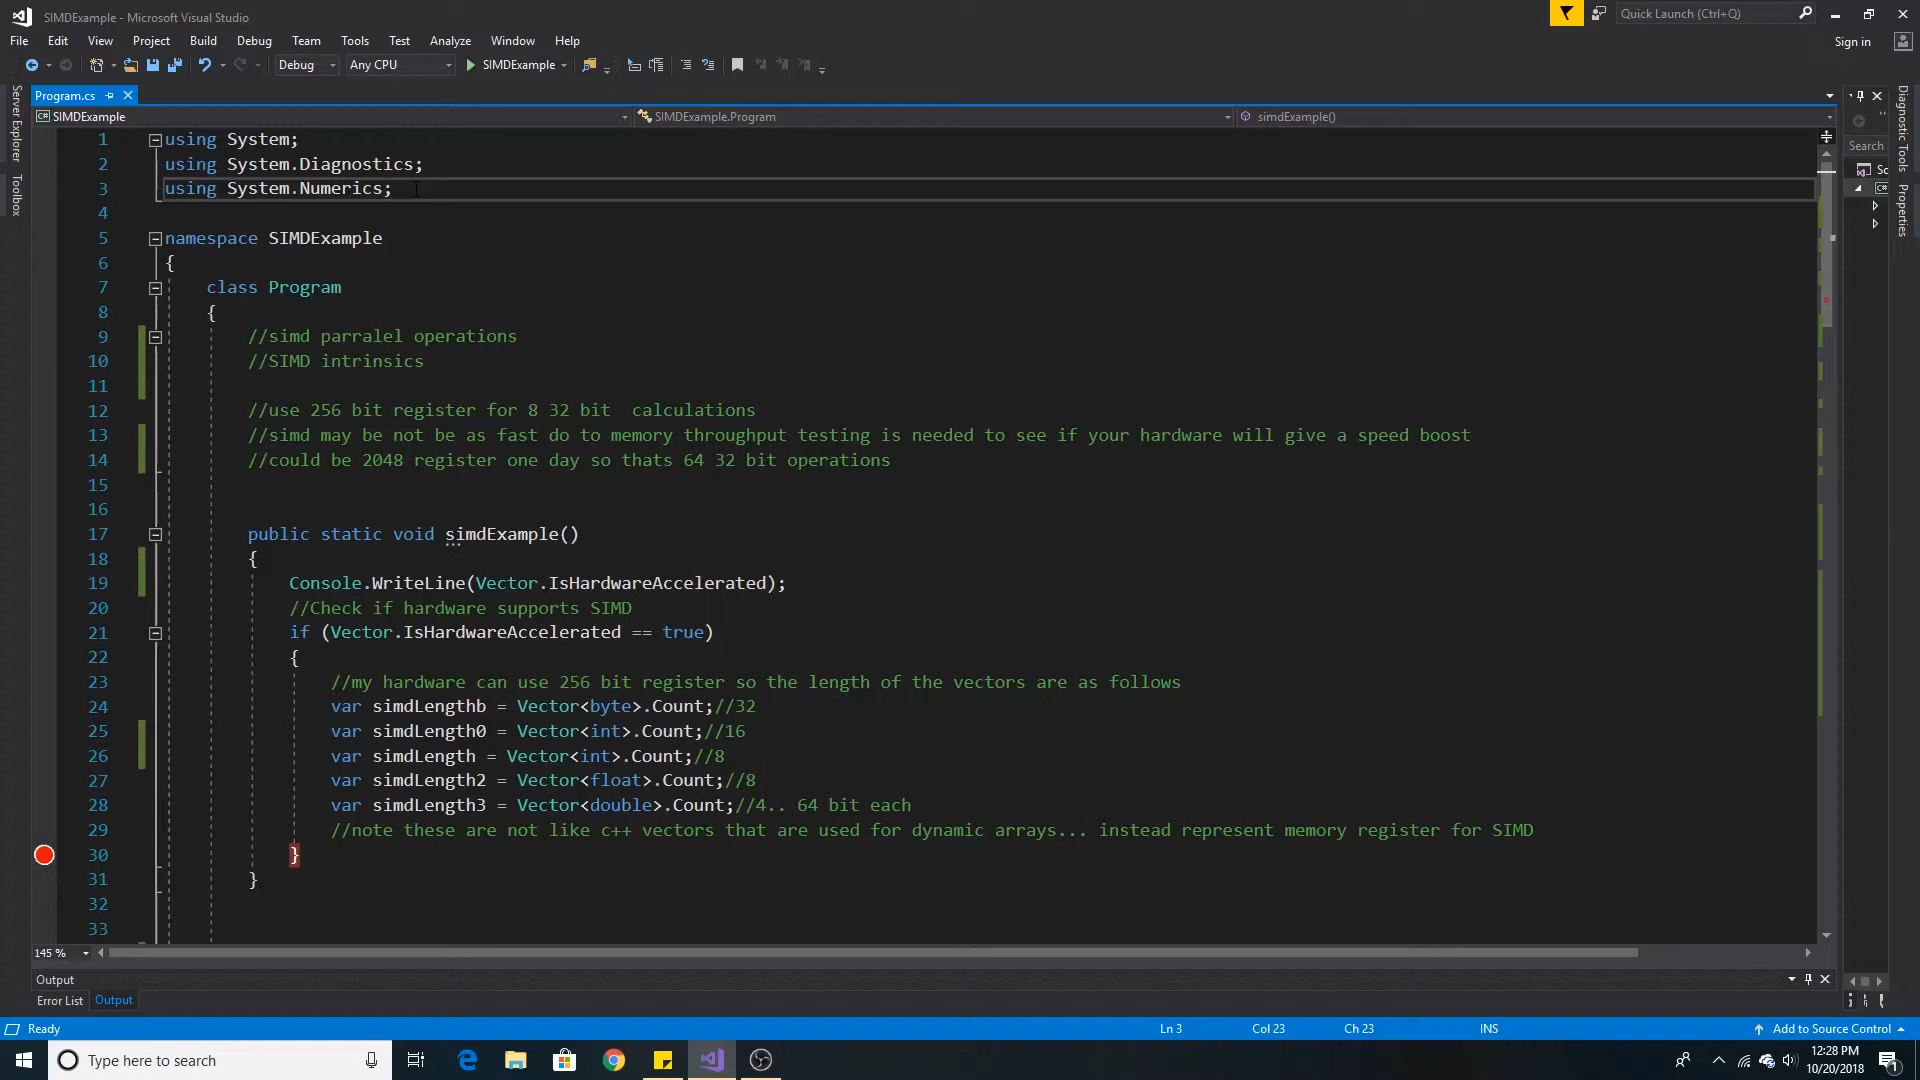 SIMDExample - Microsoft Visual Studio
Quick Launch (Ctrl+Q)
File Edit View Project Build Debug Team Tools Test Analyze Window Help
Sign in
Debug Any CPU SIMDExample
Program.cs
SIMDExample SIMDExample.Program simdExample()
Server Explorer
Toolbox
Diagnostic Tools
Properties
Search
1 using System;
2 using System.Diagnostics;
3 using System.Numerics;
4
5 namespace SIMDExample
6 {
7 class Program
8 {
9 //simd parralel operations
10 //SIMD intrinsics
11
12 //use 256 bit register for 8 32 bit  calculations
13 //simd may be not be as fast do to memory throughput testing is needed to see if your hardware will give a speed boost
14 //could be 2048 register one day so thats 64 32 bit operations
15
16
17 public static void simdExample()
18 {
19 Console.WriteLine(Vector.IsHardwareAccelerated);
20 //Check if hardware supports SIMD
21 if (Vector.IsHardwareAccelerated == true)
22 {
23 //my hardware can use 256 bit register so the length of the vectors are as follows
24 var simdLengthb = Vector<byte>.Count;//32
25 var simdLength0 = Vector<int>.Count;//16
26 var simdLength = Vector<int>.Count;//8
27 var simdLength2 = Vector<float>.Count;//8
28 var simdLength3 = Vector<double>.Count;//4.. 64 bit each
29 //note these are not like c++ vectors that are used for dynamic arrays... instead represent memory register for SIMD
30 }
31 }
32
33
145 %
Output
Error List Output
Ready Ln 3 Col 23 Ch 23 INS Add to Source Control
Type here to search
12:28 PM
10/20/2018
1